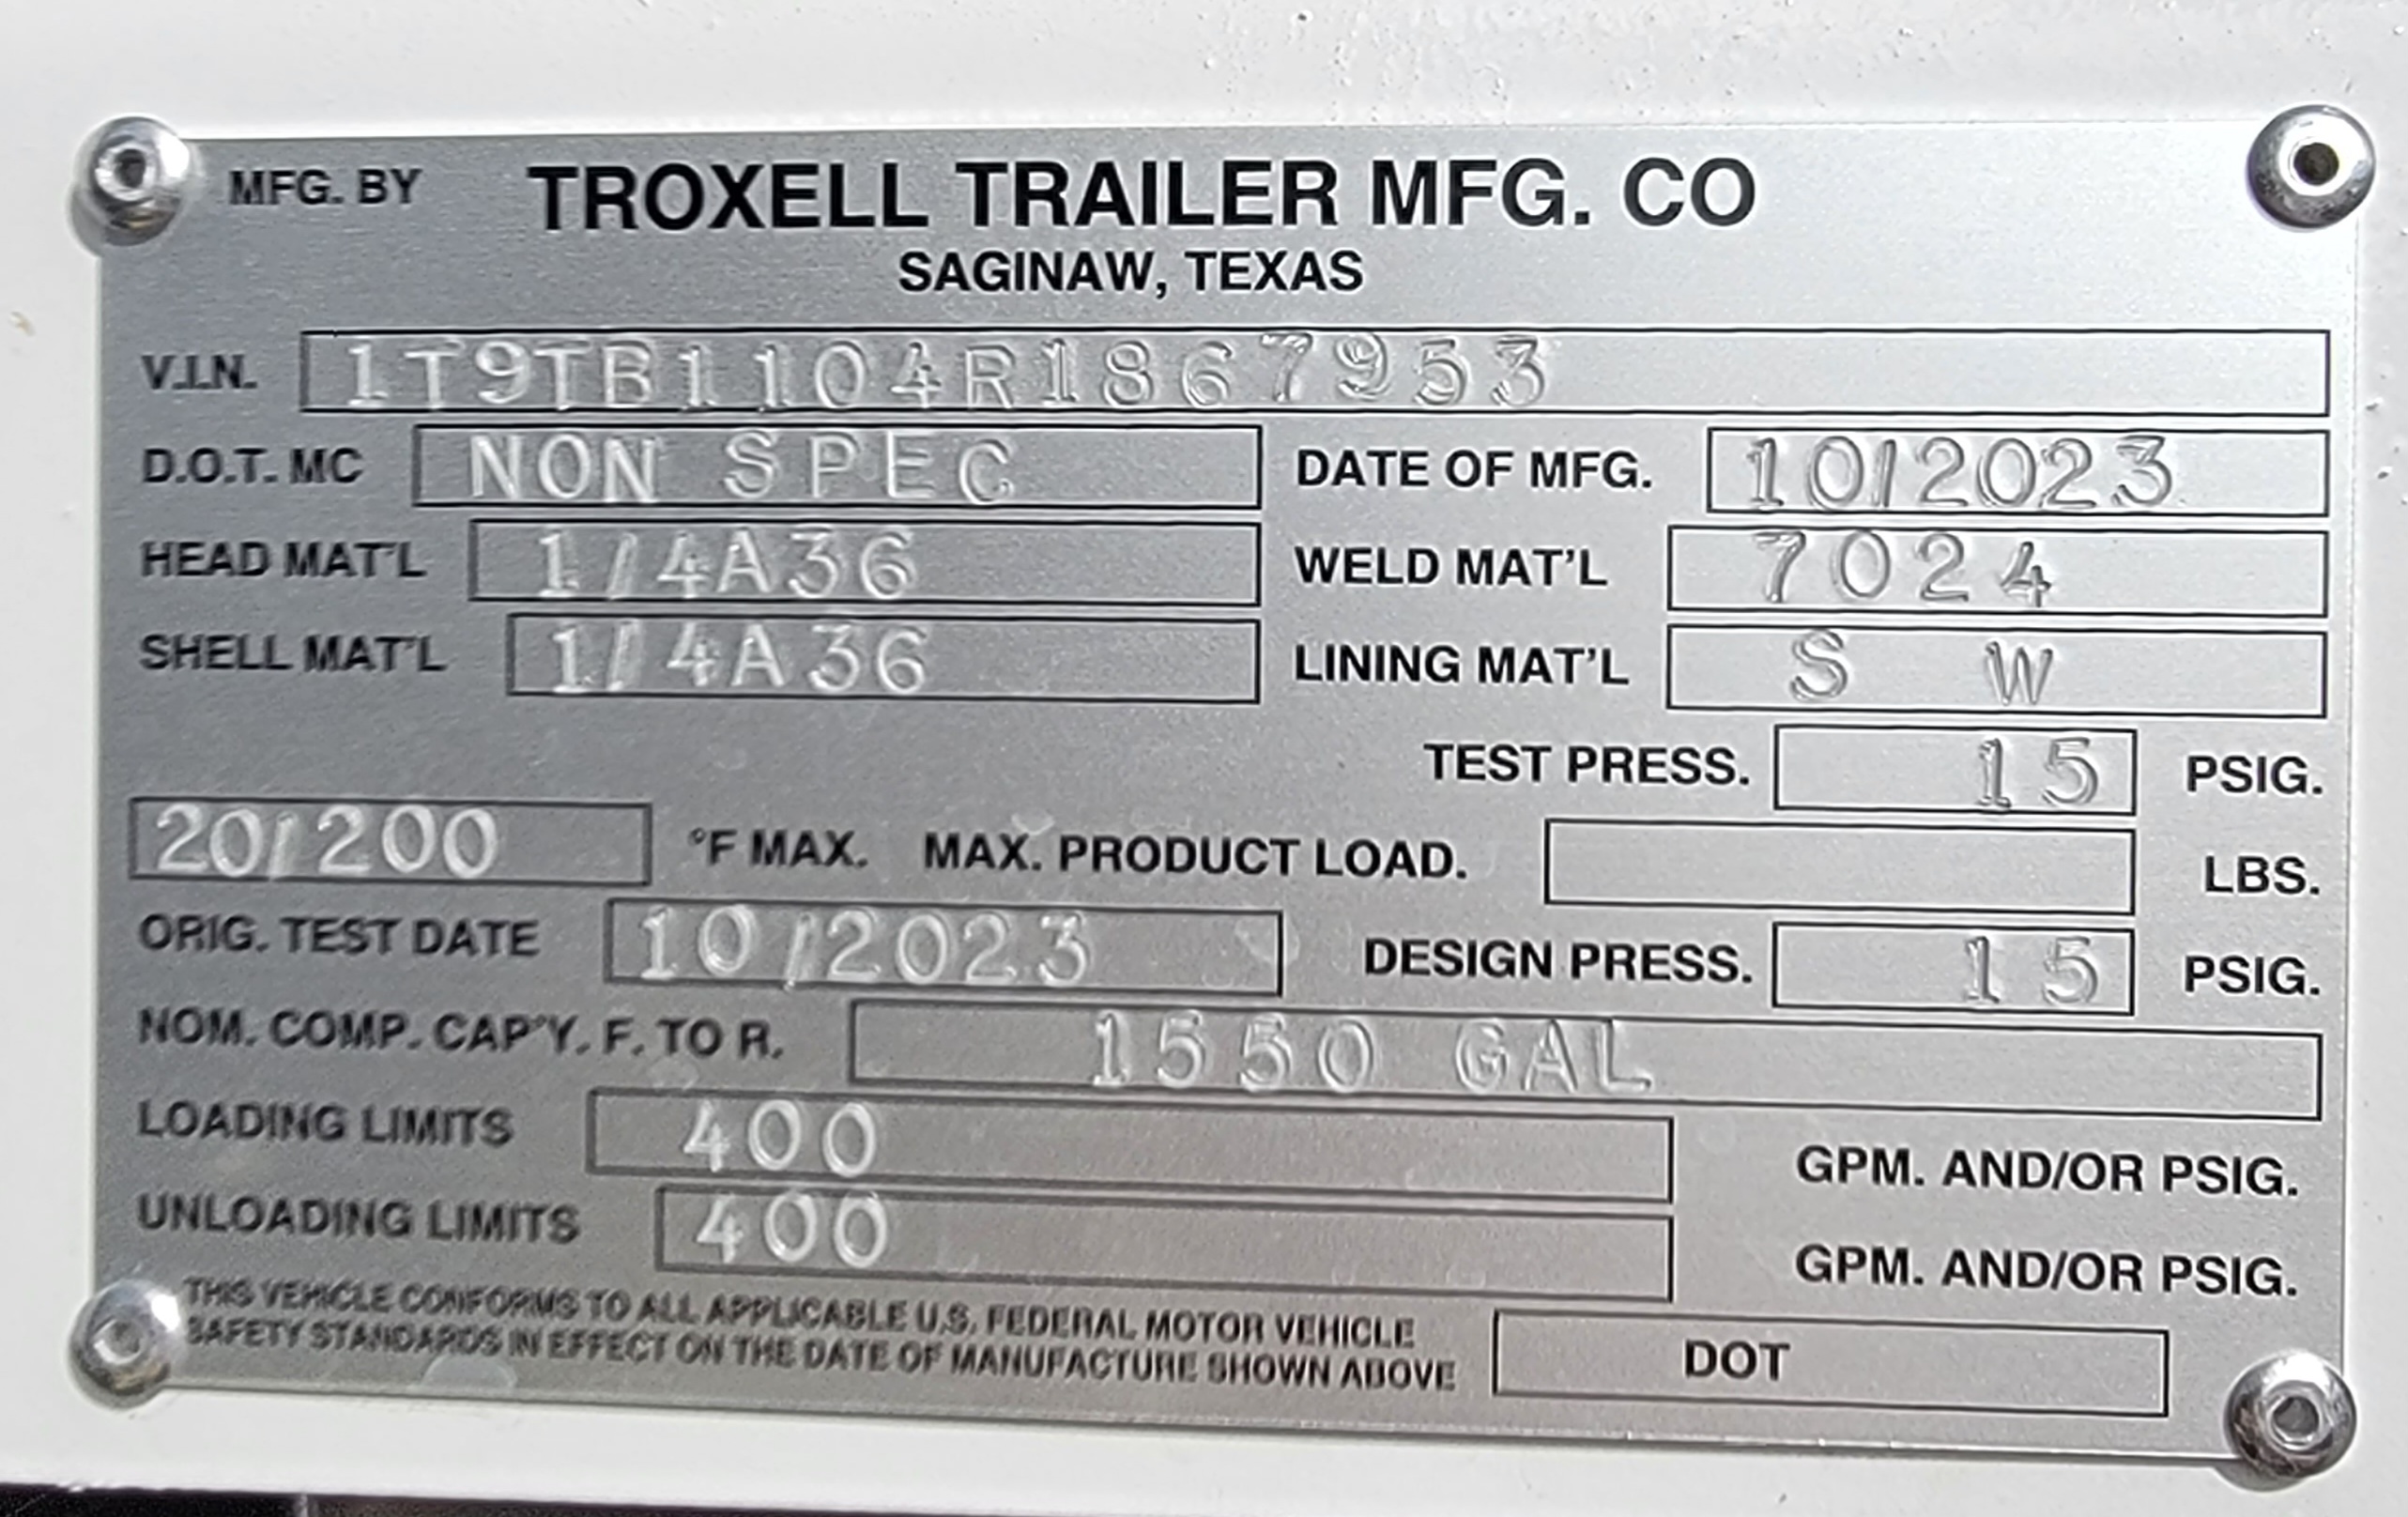 MFG. BY TROXELL TRAILER MFG. CO
SAGINAW, TEXAS
V.I.N. 1T9TB1104R1867953
D.O.T. MC NON SPEC DATE OF MFG. 10/2023
HEAD MAT'L 1/4A36 WELD MAT'L 7024
SHELL MAT'L 1/4A36 LINING MAT'L S W
TEST PRESS. 15 PSIG.
20/200 °F MAX. MAX. PRODUCT LOAD. LBS.
ORIG. TEST DATE 10/2023 DESIGN PRESS. 15 PSIG.
NOM. COMP. CAP'Y. F. TO R. 1550 GAL
LOADING LIMITS 400 GPM. AND/OR PSIG.
UNLOADING LIMITS 400 GPM. AND/OR PSIG.
THIS VEHICLE CONFORMS TO ALL APPLICABLE U.S. FEDERAL MOTOR VEHICLE
SAFETY STANDARDS IN EFFECT ON THE DATE OF MANUFACTURE SHOWN ABOVE DOT